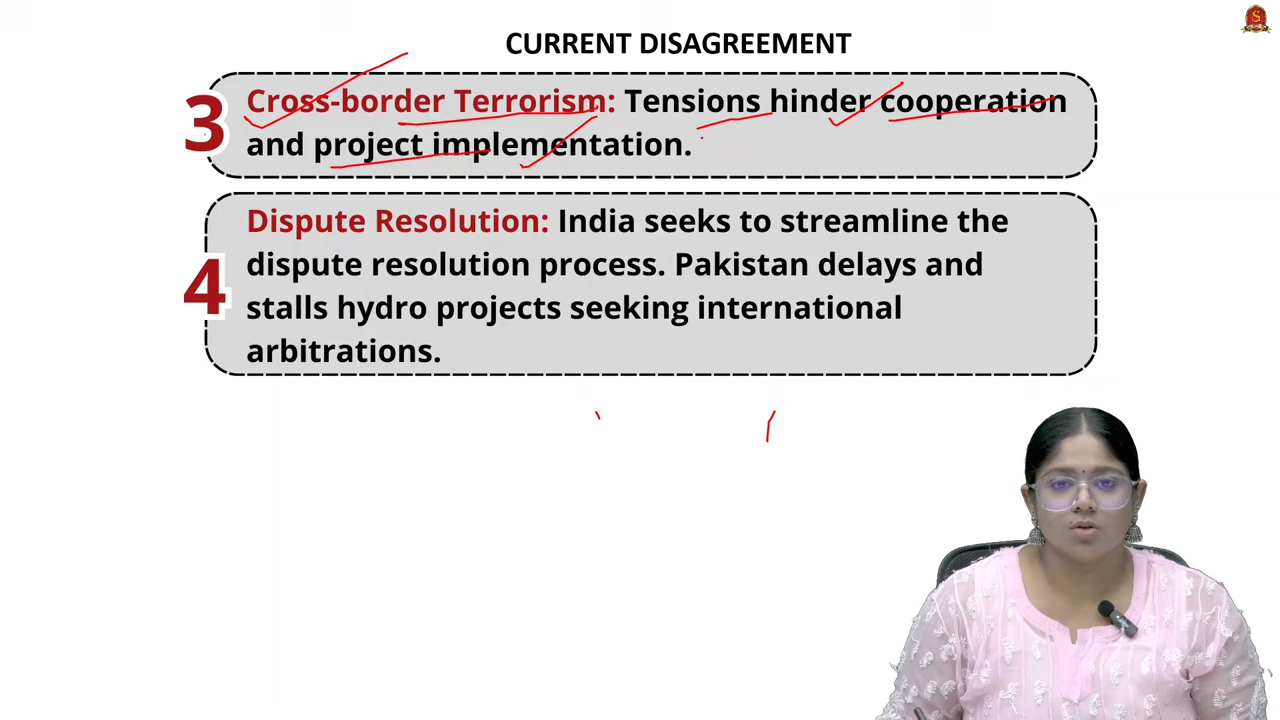 CURRENT DISAGREEMENT
3
Cross-border Terrorism: Tensions hinder cooperation
and project implementation.
4
Dispute Resolution: India seeks to streamline the
dispute resolution process. Pakistan delays and
stalls hydro projects seeking international
arbitrations.